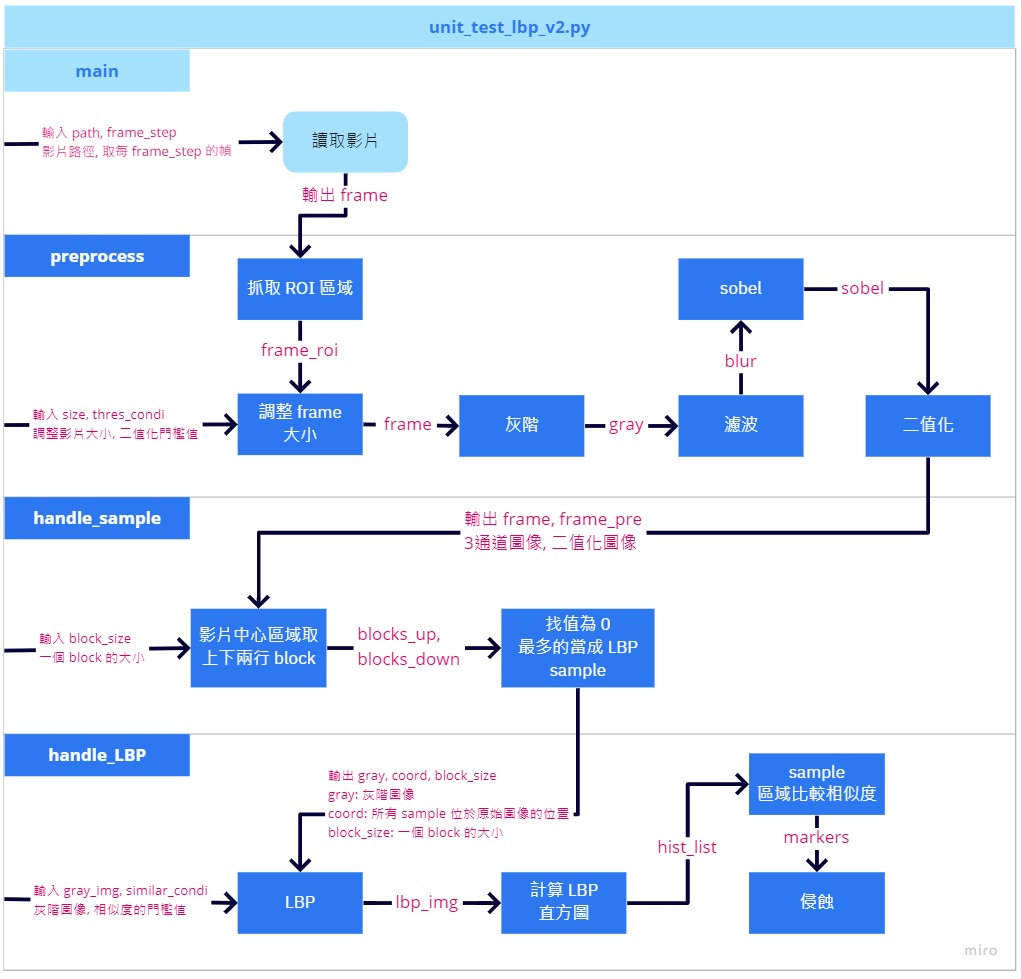 unit_test_lbp_v2.py
main
輸入 path, frame_step
影片路徑, 取每 frame_step 的幀
讀取影片
輸出 frame
preprocess
抓取 ROI 區域
frame_roi
輸入 size, thres_condi
調整影片大小, 二值化門檻值
調整 frame
大小
frame
灰階
gray
濾波
blur
sobel
sobel
二值化
handle_sample
輸出 frame, frame_pre
3通道圖像, 二值化圖像
輸入 block_size
一個 block 的大小
影片中心區域取
上下兩行 block
blocks_up,
blocks_down
找值為 0
最多的當成 LBP
sample
handle_LBP
輸出 gray, coord, block_size
gray: 灰階圖像
coord: 所有 sample 位於原始圖像的位置
block_size: 一個 block 的大小
輸入 gray_img, similar_condi
灰階圖像, 相似度的門檻值
LBP
lbp_img
計算 LBP
直方圖
hist_list
sample
區域比較相似度
markers
侵蝕
miro